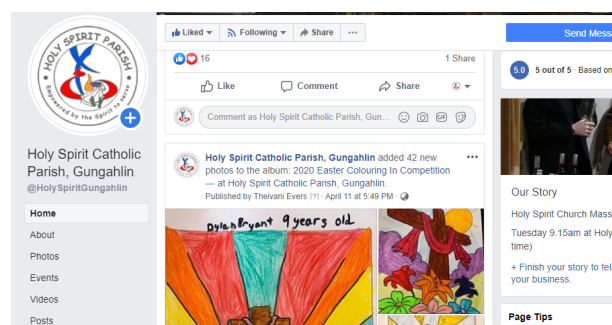 HOLY SPIRIT PARISH
Empowered by the Spirit to serve
Holy Spirit Catholic
Parish, Gungahlin
@HolySpiritGungahlin
Home
About
Photos
Events
Videos
Posts
Liked
Following
Share
16
1 Share
Like
Comment
Share
Comment as Holy Spirit Catholic Parish, Gun...
GIF
Holy Spirit Catholic Parish, Gungahlin added 42 new
photos to the album: 2020 Easter Colouring In Competition
— at Holy Spirit Catholic Parish, Gungahlin.
Published by Theivani Evers [?] · April 11 at 5:49 PM ·
Dylan Bryant 9 years old
Send Mess
5.0 5 out of 5 · Based on
Our Story
Holy Spirit Church Mass
Tuesday 9.15am at Holy
time)
+ Finish your story to tel
your business.
Page Tips